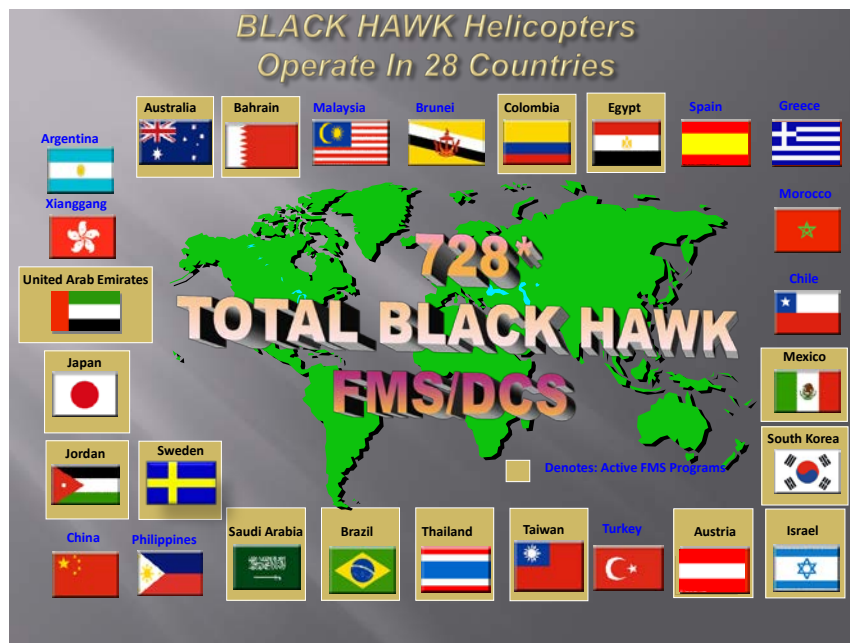 BLACK HAWK Helicopters
Operate In 28 Countries
Australia
Bahrain
Malaysia
Brunei
Colombia
Egypt
Spain
Greece
Argentina
Xianggang
Morocco
United Arab Emirates
Chile
728*
TOTAL BLACK HAWK
FMS/DCS
Japan
Mexico
Jordan
Sweden
South Korea
Denotes: Active FMS Programs
China
Philippines
Saudi Arabia
Brazil
Thailand
Taiwan
Turkey
Austria
Israel